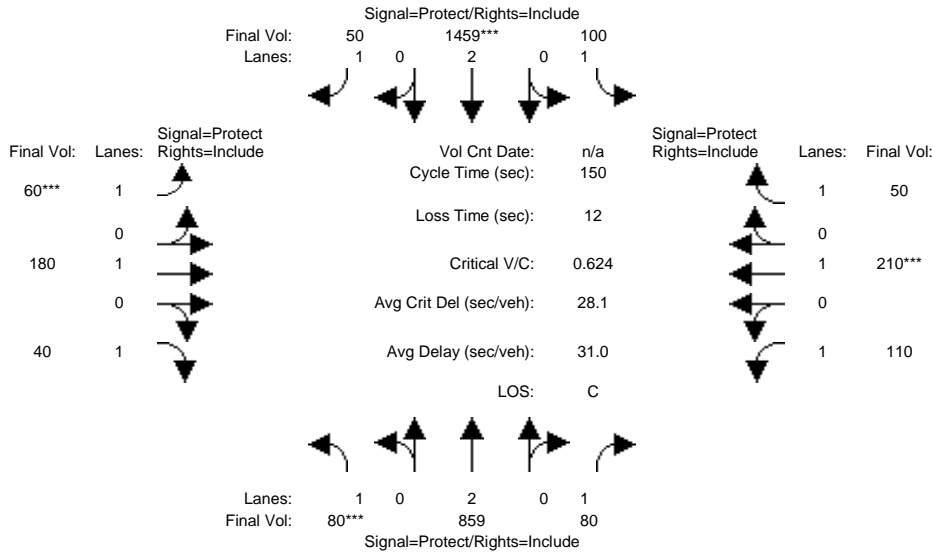 Signal=Protect/Rights=Include
Final Vol: 50 1459*** 100
Lanes: 1 0 2 0 1
Signal=Protect
Final Vol: Lanes: Rights=Include
Vol Cnt Date: n/a
Signal=Protect
Rights=Include Lanes: Final Vol:
Cycle Time (sec): 150
60*** 1
1 50
Loss Time (sec): 12
0
0
180 1
Critical V/C: 0.624
1 210***
0
Avg Crit Del (sec/veh): 28.1
0
40 1
Avg Delay (sec/veh): 31.0
1 110
LOS: C
Lanes: 1 0 2 0 1
Final Vol: 80*** 859 80
Signal=Protect/Rights=Include